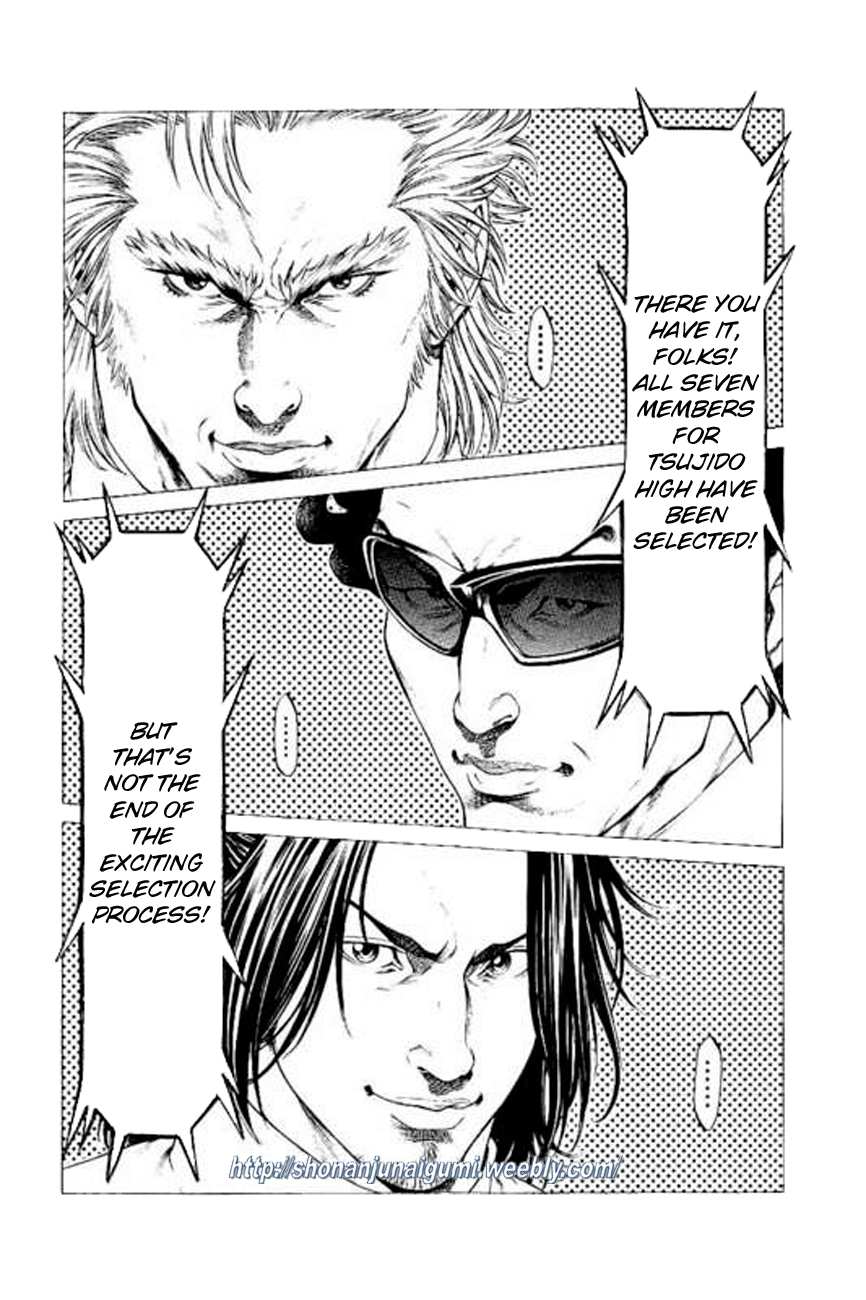 THERE YOU
HAVE IT,
FOLKS!
ALL SEVEN
MEMBERS
FOR
TSUJIDO
HIGH HAVE
BEEN
SELECTED!
.....
.....
BUT
THAT'S
NOT THE
END OF
THE
EXCITING
SELECTION
PROCESS!
.....
http://shonanjunaigumi.weebly.com/